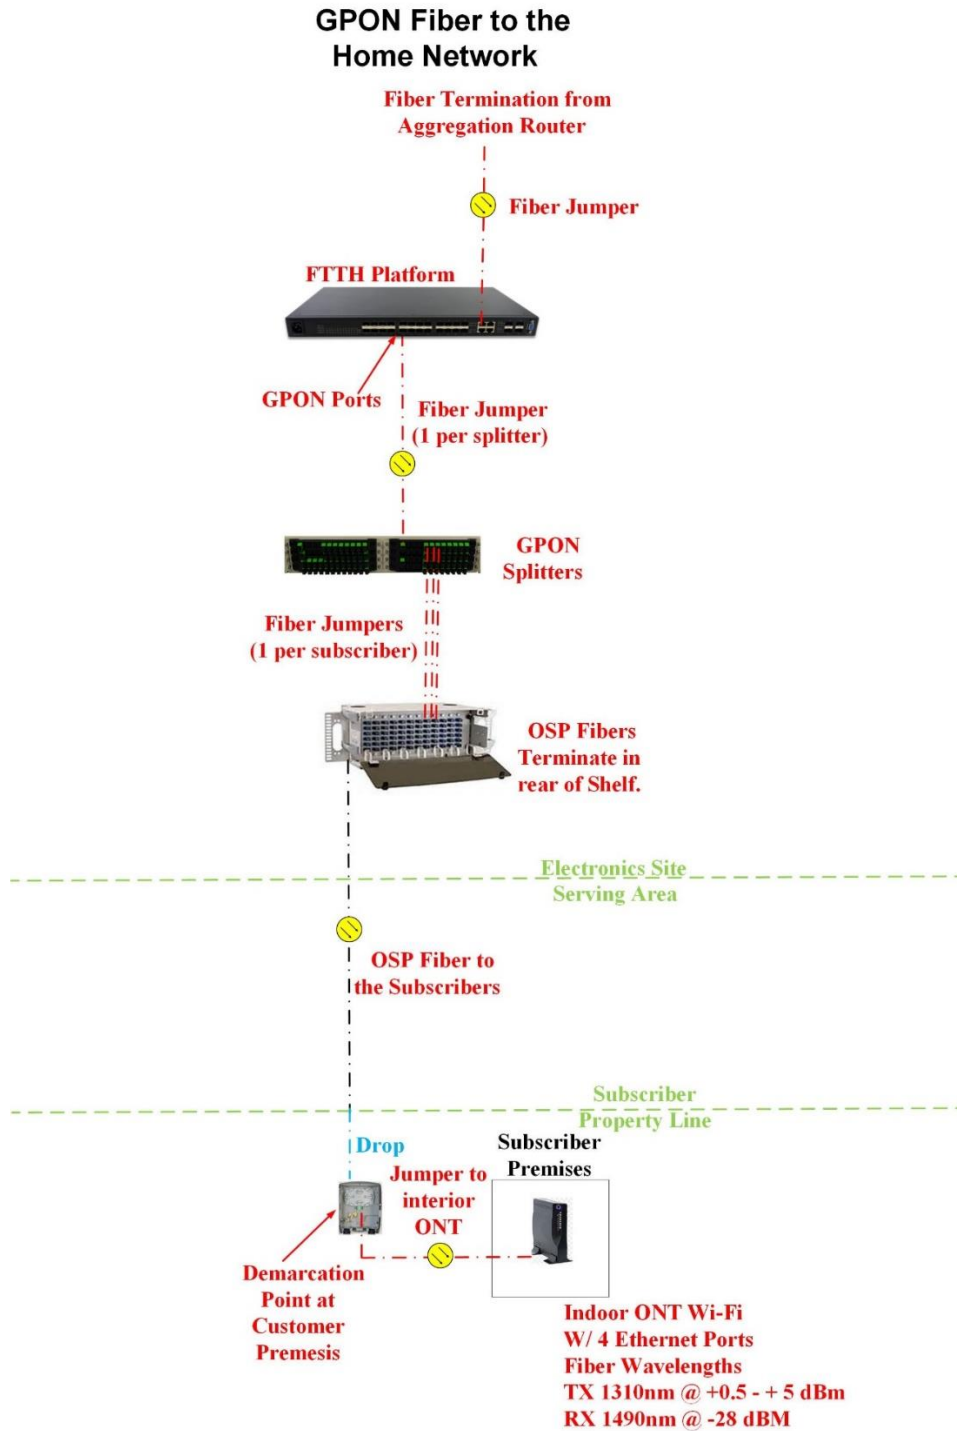 GPON Fiber to the
Home Network
Fiber Termination from
Aggregation Router
Fiber Jumper
FTTH Platform
GPON Ports
Fiber Jumper
(1 per splitter)
GPON
Splitters
Fiber Jumpers
(1 per subscriber)
OSP Fibers
Terminate in
rear of Shelf.
Electronics Site
Serving Area
OSP Fiber to
the Subscribers
Subscriber
Property Line
Drop
Subscriber
Premises
Jumper to
interior
ONT
Demarcation
Point at
Customer
Premesis
Indoor ONT Wi-Fi
W/ 4 Ethernet Ports
Fiber Wavelengths
TX 1310nm @ +0.5 - + 5 dBm
RX 1490nm @ -28 dBM